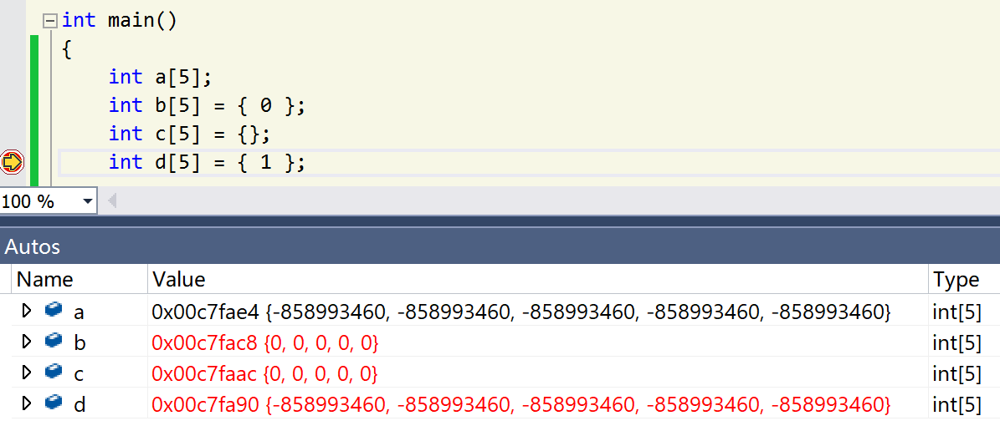 int main()
{
int a[5];
int b[5] = { 0 };
int c[5] = {};
int d[5] = { 1 };
100 %
Autos
Name Value Type
a 0x00c7fae4 {-858993460, -858993460, -858993460, -858993460, -858993460} int[5]
b 0x00c7fac8 {0, 0, 0, 0, 0} int[5]
c 0x00c7faac {0, 0, 0, 0, 0} int[5]
d 0x00c7fa90 {-858993460, -858993460, -858993460, -858993460, -858993460} int[5]